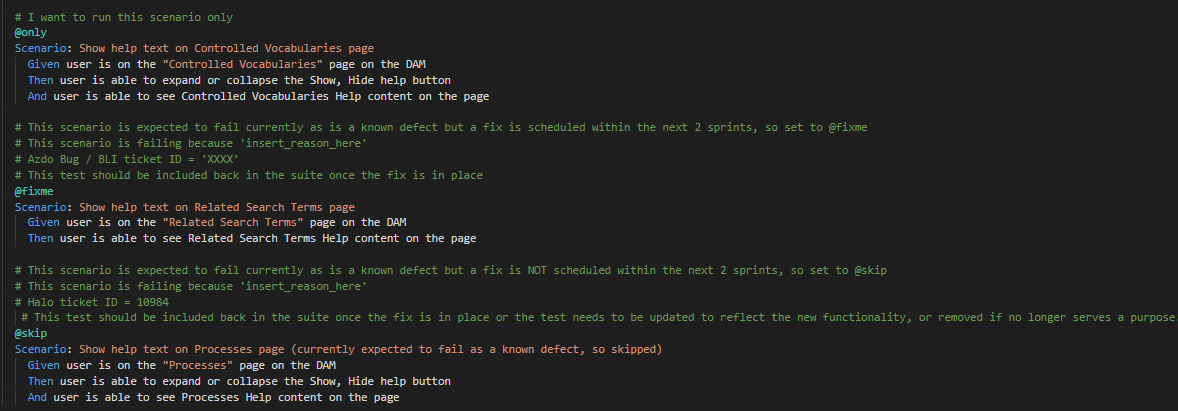 # I want to run this scenario only
@only
Scenario: Show help text on Controlled Vocabularies page
Given user is on the "Controlled Vocabularies" page on the DAM
Then user is able to expand or collapse the Show, Hide help button
And user is able to see Controlled Vocabularies Help content on the page
# This scenario is expected to fail currently as is a known defect but a fix is scheduled within the next 2 sprints, so set to @fixme
# This scenario is failing because 'insert_reason_here'
# Azdo Bug / BLI ticket ID = 'XXXX'
# This test should be included back in the suite once the fix is in place
@fixme
Scenario: Show help text on Related Search Terms page
Given user is on the "Related Search Terms" page on the DAM
Then user is able to see Related Search Terms Help content on the page
# This scenario is expected to fail currently as is a known defect but a fix is NOT scheduled within the next 2 sprints, so set to @skip
# This scenario is failing because 'insert_reason_here'
# Halo ticket ID = 10984
# This test should be included back in the suite once the fix is in place or the test needs to be updated to reflect the new functionality, or removed if no longer serves a purpose
@skip
Scenario: Show help text on Processes page (currently expected to fail as a known defect, so skipped)
Given user is on the "Processes" page on the DAM
Then user is able to expand or collapse the Show, Hide help button
And user is able to see Processes Help content on the page